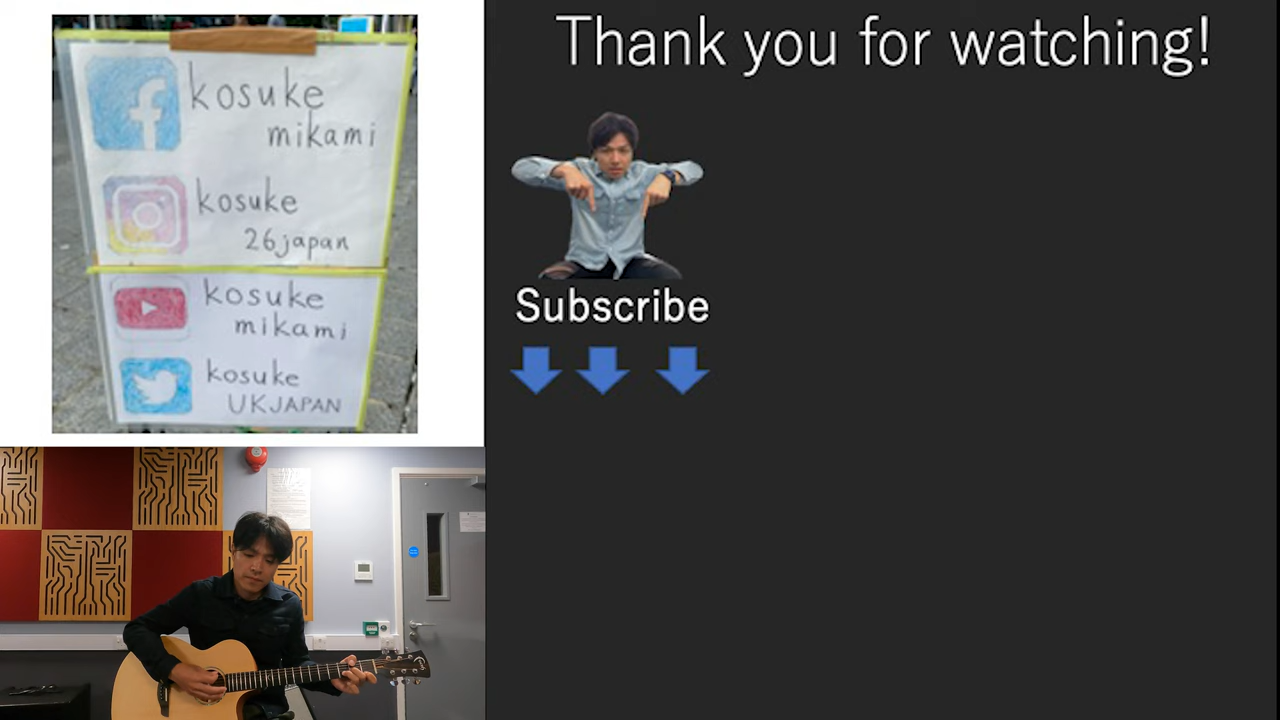 kosuke
mikami
kosuke
26japan
kosuke
mikami
kosuke
UKJAPAN
Thank you for watching!
Subscribe